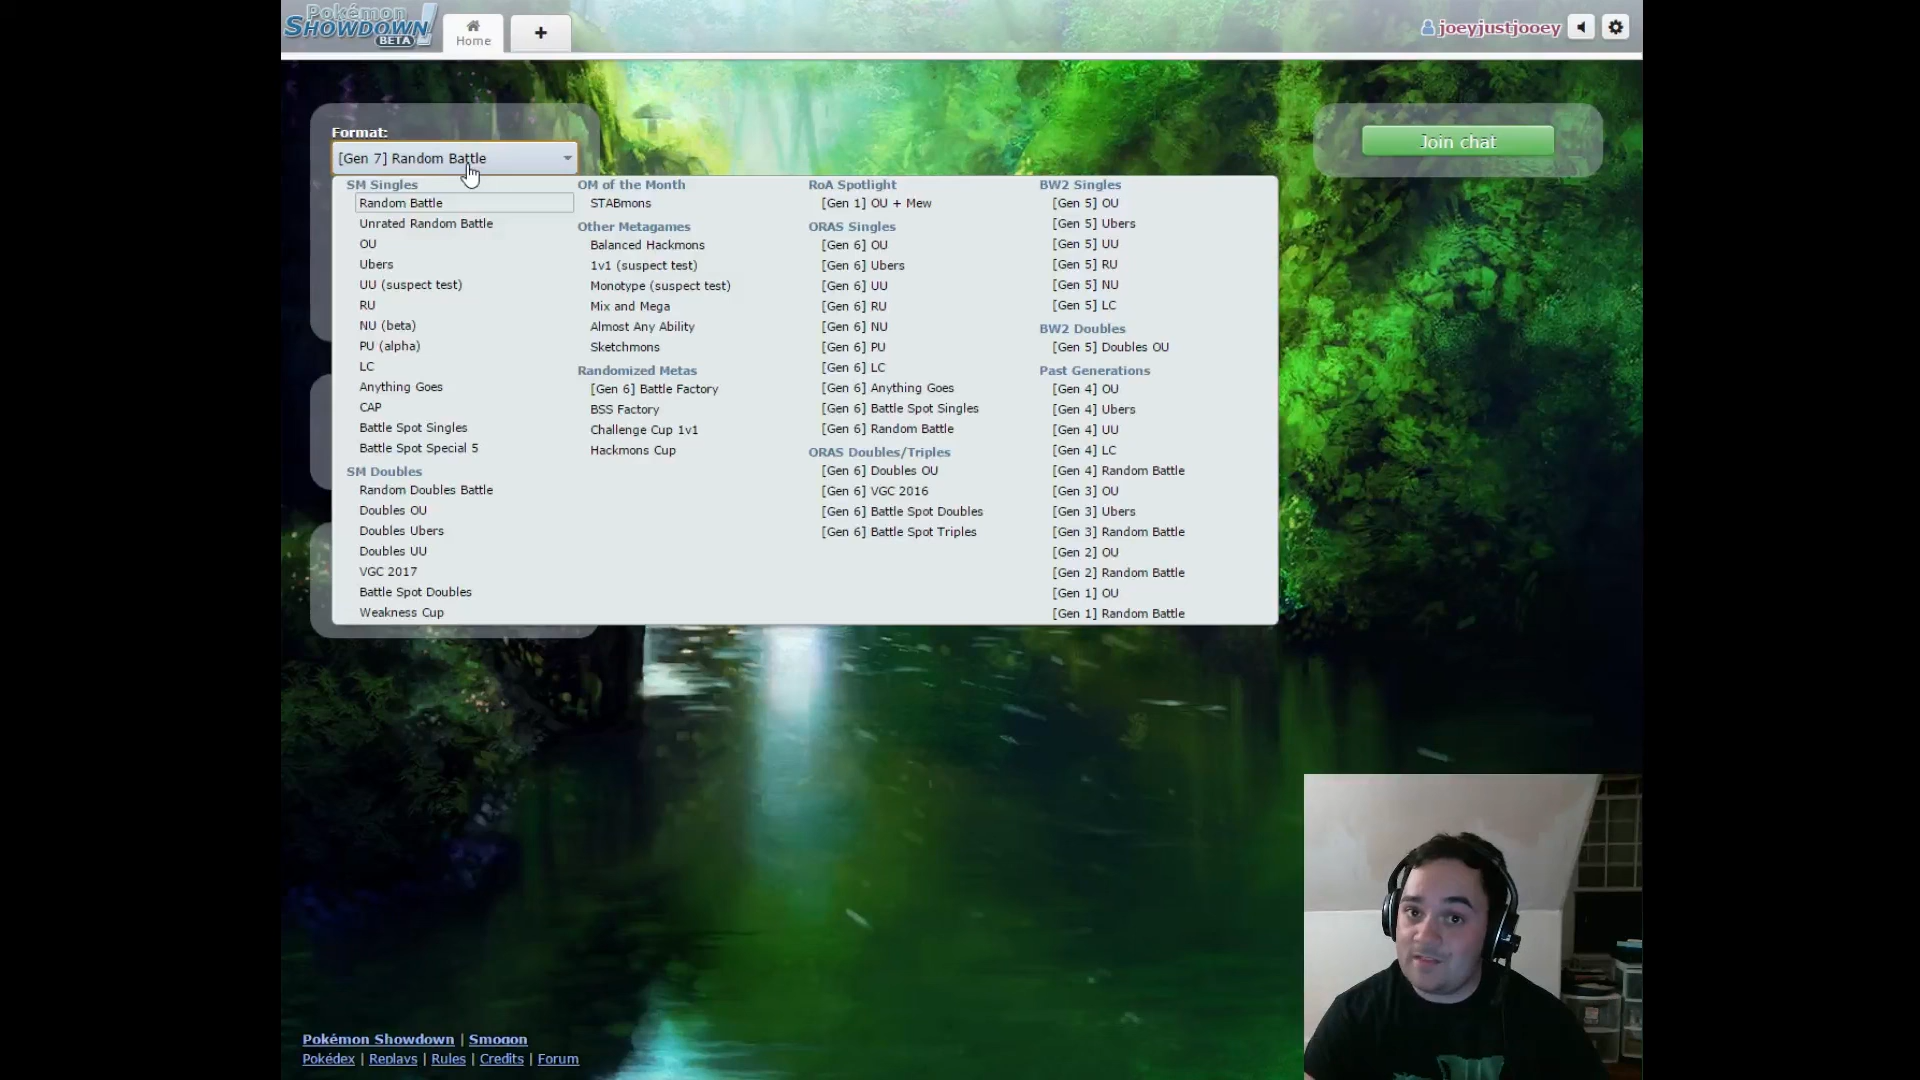 Pokémon
SHOWDOWN!
BETA
Home
+
joeyjustjooey
Format:
[Gen 7] Random Battle
Join chat
SM Singles
Random Battle
Unrated Random Battle
OU
Ubers
UU (suspect test)
RU
NU (beta)
PU (alpha)
LC
Anything Goes
CAP
Battle Spot Singles
Battle Spot Special 5
SM Doubles
Random Doubles Battle
Doubles OU
Doubles Ubers
Doubles UU
VGC 2017
Battle Spot Doubles
Weakness Cup
OM of the Month
STABmons
Other Metagames
Balanced Hackmons
1v1 (suspect test)
Monotype (suspect test)
Mix and Mega
Almost Any Ability
Sketchmons
Randomized Metas
[Gen 6] Battle Factory
BSS Factory
Challenge Cup 1v1
Hackmons Cup
RoA Spotlight
[Gen 1] OU + Mew
ORAS Singles
[Gen 6] OU
[Gen 6] Ubers
[Gen 6] UU
[Gen 6] RU
[Gen 6] NU
[Gen 6] PU
[Gen 6] LC
[Gen 6] Anything Goes
[Gen 6] Battle Spot Singles
[Gen 6] Random Battle
ORAS Doubles/Triples
[Gen 6] Doubles OU
[Gen 6] VGC 2016
[Gen 6] Battle Spot Doubles
[Gen 6] Battle Spot Triples
BW2 Singles
[Gen 5] OU
[Gen 5] Ubers
[Gen 5] UU
[Gen 5] RU
[Gen 5] NU
[Gen 5] LC
BW2 Doubles
[Gen 5] Doubles OU
Past Generations
[Gen 4] OU
[Gen 4] Ubers
[Gen 4] UU
[Gen 4] LC
[Gen 4] Random Battle
[Gen 3] OU
[Gen 3] Ubers
[Gen 3] Random Battle
[Gen 2] OU
[Gen 2] Random Battle
[Gen 1] OU
[Gen 1] Random Battle
Pokémon Showdown | Smogon
Pokédex | Replays | Rules | Credits | Forum